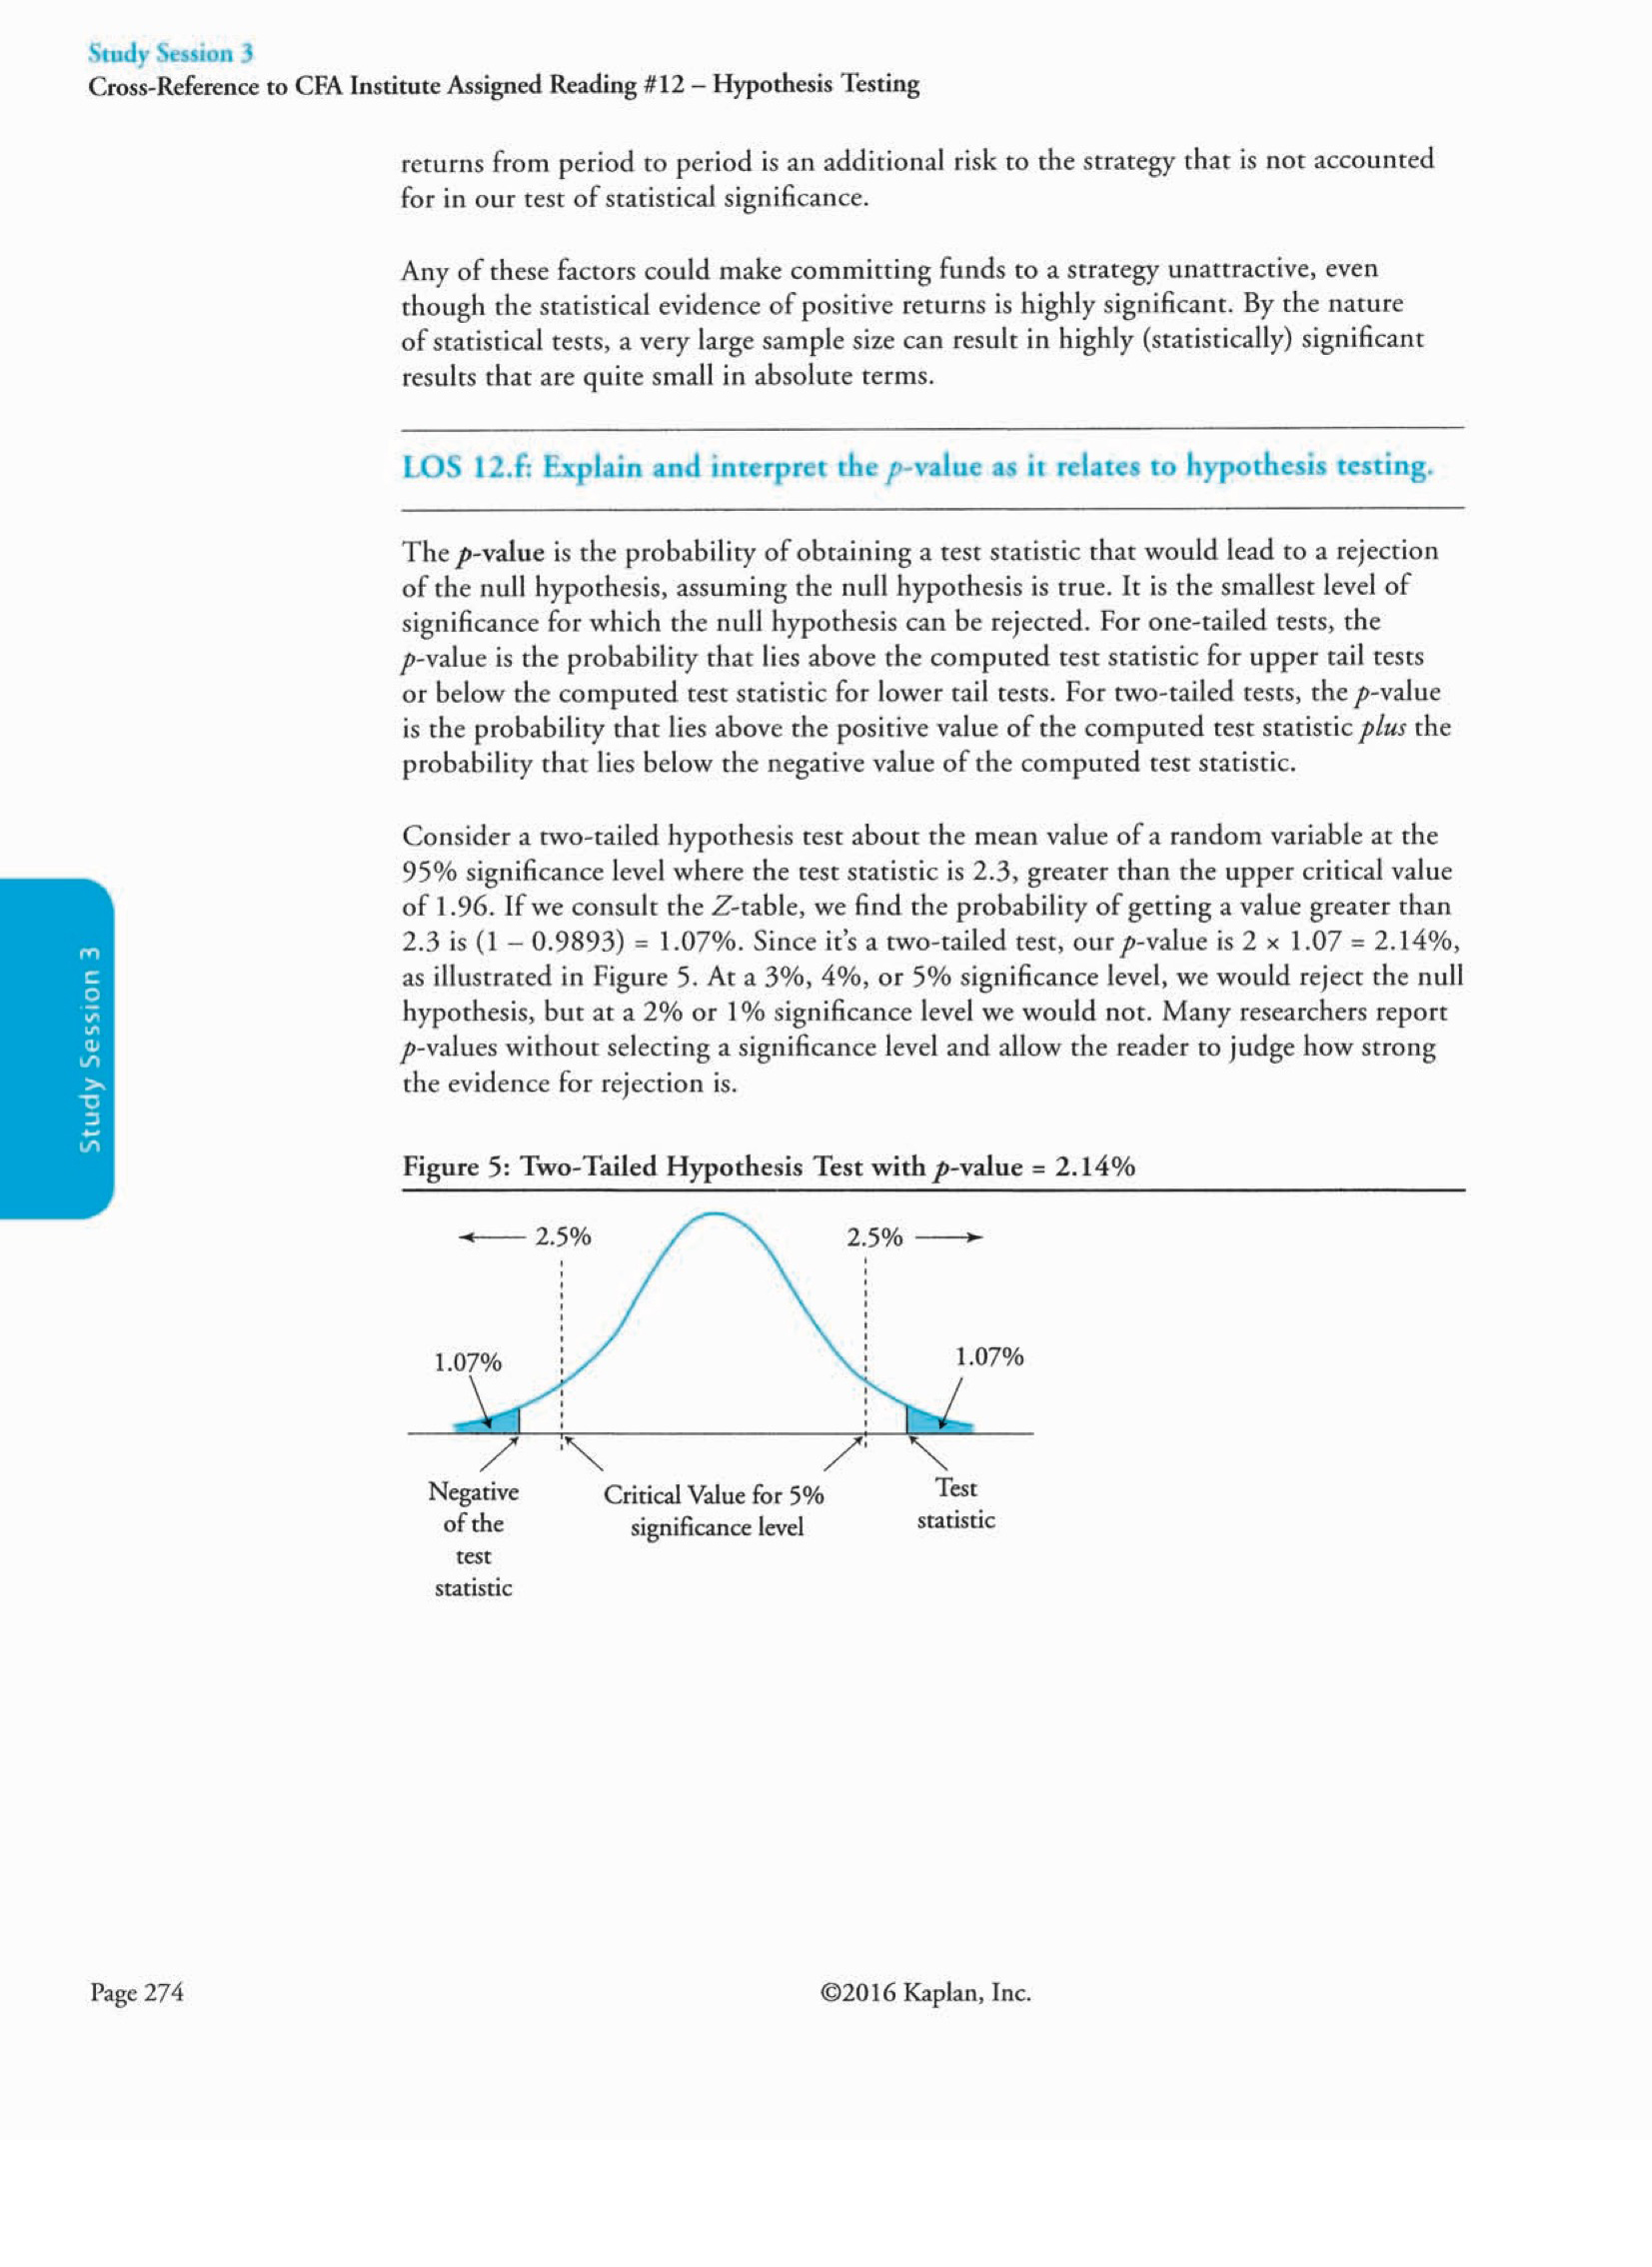 Study Session 3
Cross-Reference to CFA Institute Assigned Reading #12 – Hypothesis Testing
returns from period to period is an additional risk to the strategy that is not accounted
for in our test of statistical significance.
Any of these factors could make committing funds to a strategy unattractive, even
though the statistical evidence of positive returns is highly significant. By the nature
of statistical tests, a very large sample size can result in highly (statistically) significant
results that are quite small in absolute terms.
LOS 12.f: Explain and interpret the p-value as it relates to hypothesis testing.
The p-value is the probability of obtaining a test statistic that would lead to a rejection
of the null hypothesis, assuming the null hypothesis is true. It is the smallest level of
significance for which the null hypothesis can be rejected. For one-tailed tests, the
p-value is the probability that lies above the computed test statistic for upper tail tests
or below the computed test statistic for lower tail tests. For two-tailed tests, the p-value
is the probability that lies above the positive value of the computed test statistic plus the
probability that lies below the negative value of the computed test statistic.
Consider a two-tailed hypothesis test about the mean value of a random variable at the
95% significance level where the test statistic is 2.3, greater than the upper critical value
of 1.96. If we consult the Z-table, we find the probability of getting a value greater than
2.3 is (1 – 0.9893) = 1.07%. Since it's a two-tailed test, our p-value is 2 × 1.07 = 2.14%,
as illustrated in Figure 5. At a 3%, 4%, or 5% significance level, we would reject the null
hypothesis, but at a 2% or 1% significance level we would not. Many researchers report
p-values without selecting a significance level and allow the reader to judge how strong
the evidence for rejection is.
Study Session 3
Figure 5: Two-Tailed Hypothesis Test with p-value = 2.14%
2.5%
2.5%
1.07%
1.07%
Negative
of the
test
statistic
Critical Value for 5%
significance level
Test
statistic
Page 274
©2016 Kaplan, Inc.